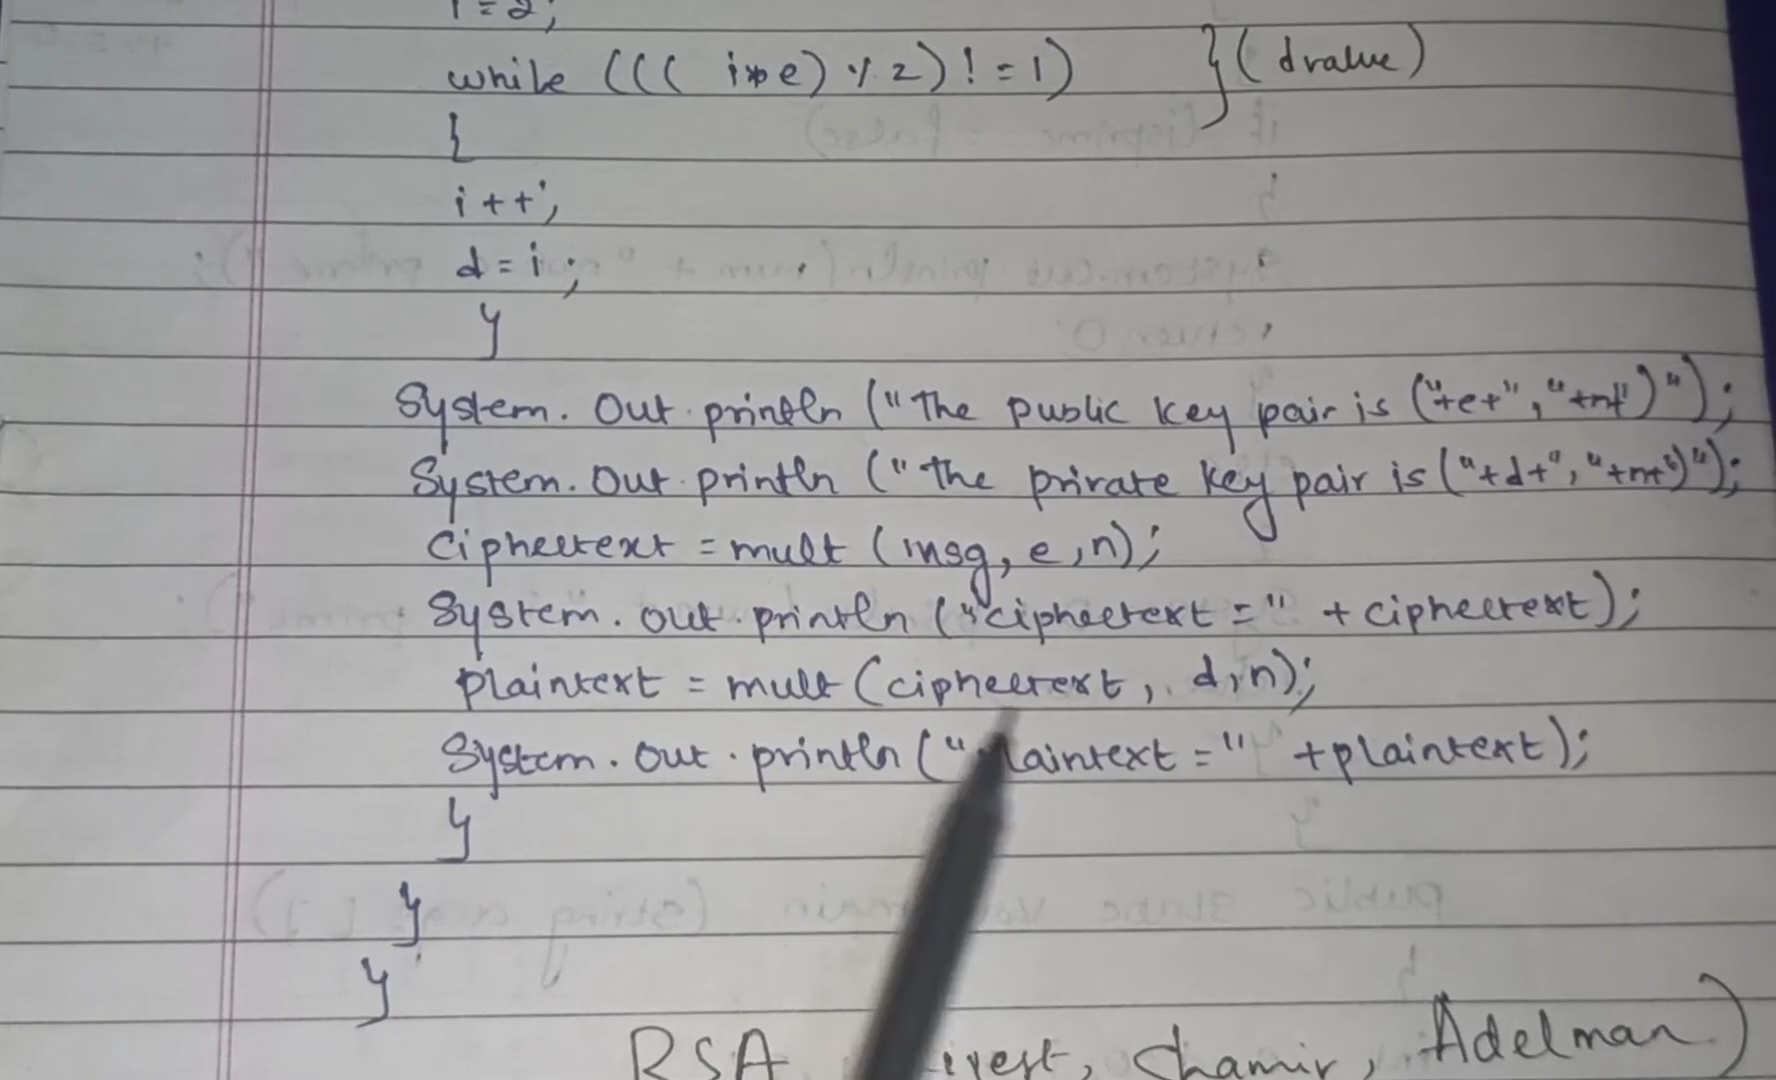 i = 2;
while (((i*e) % z) != 1) } (dvalue)
{
i++;
d = i;
}
System.Out.println ("the public key pair is ("+e+", "+n+")");
System.Out.println ("the private key pair is ("+d+", "+n+")");
Ciphertext = mult (msg, e, n);
System.out.println ("ciphertext = " + ciphertext);
plaintext = mult (ciphertext, d, n);
System.out.println (" laintext = " + plaintext);
}
}
}
RSA ivest, Shamir, Adelman)